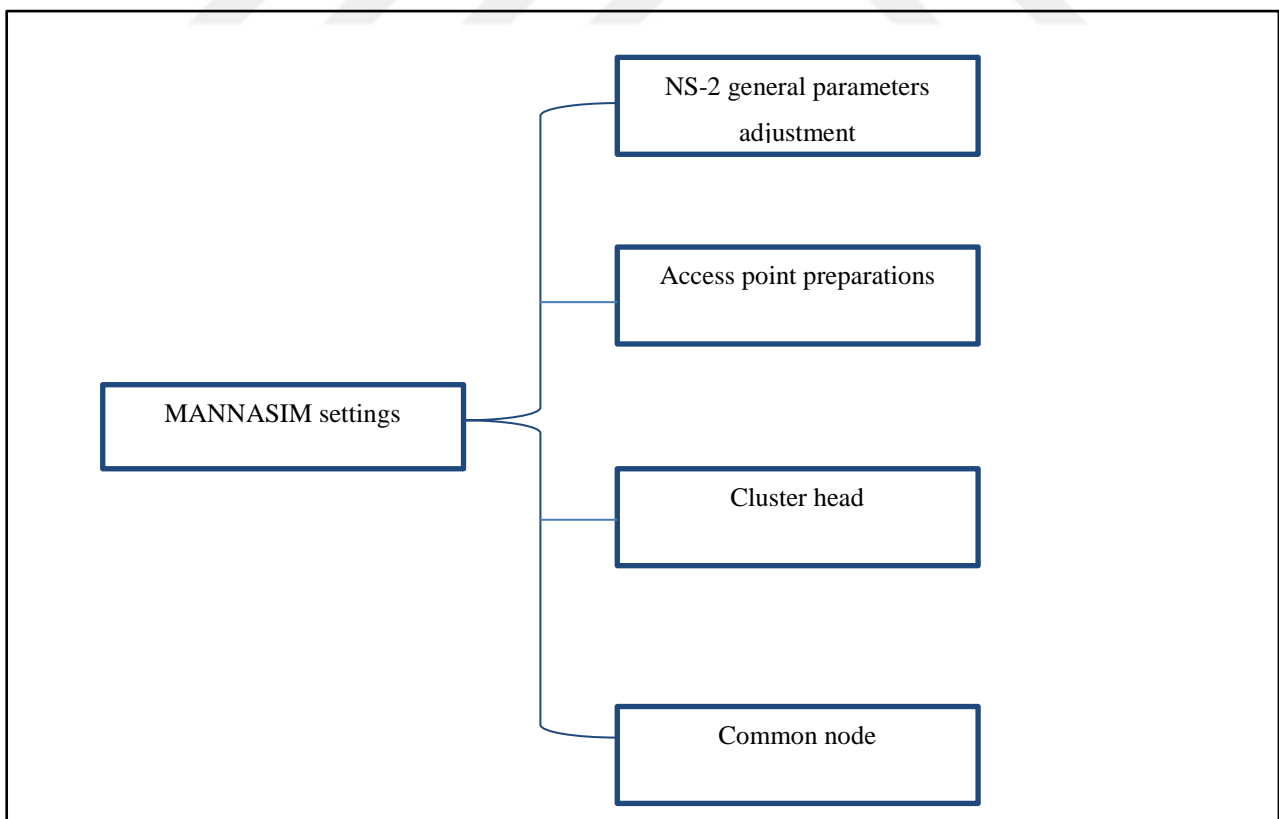 NS-2 general parameters
adjustment
Access point preparations
MANNASIM settings
Cluster head
Common node